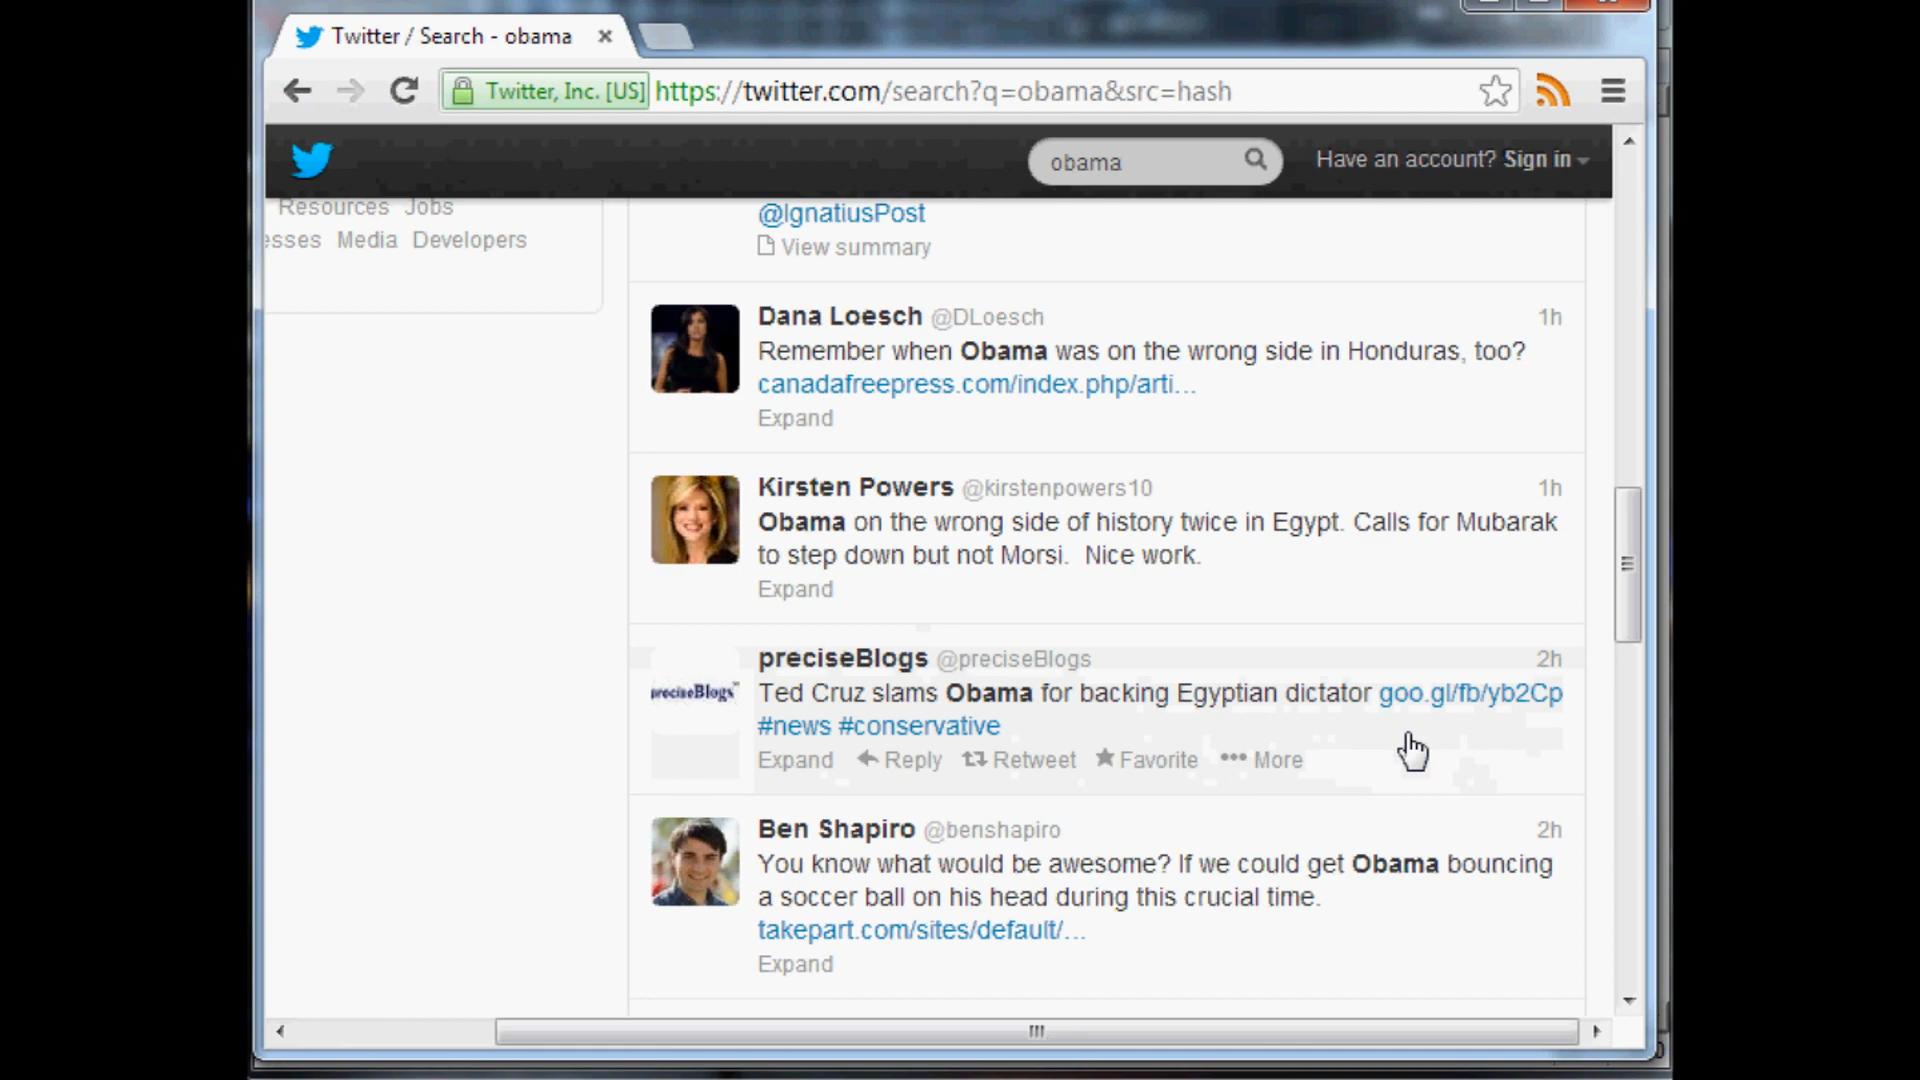 Twitter / Search - obama
Twitter, Inc. [US] https://twitter.com/search?q=obama&src=hash
obama
Have an account? Sign in
Resources Jobs
esses Media Developers
@IgnatiusPost
View summary
Dana Loesch @DLoesch 1h
Remember when Obama was on the wrong side in Honduras, too?
canadafreepress.com/index.php/arti...
Expand
Kirsten Powers @kirstenpowers10 1h
Obama on the wrong side of history twice in Egypt. Calls for Mubarak
to step down but not Morsi. Nice work.
Expand
preciseBlogs
preciseBlogs @preciseBlogs 2h
Ted Cruz slams Obama for backing Egyptian dictator goo.gl/fb/yb2Cp
#news #conservative
Expand Reply Retweet Favorite More
Ben Shapiro @benshapiro 2h
You know what would be awesome? If we could get Obama bouncing
a soccer ball on his head during this crucial time.
takepart.com/sites/default/...
Expand